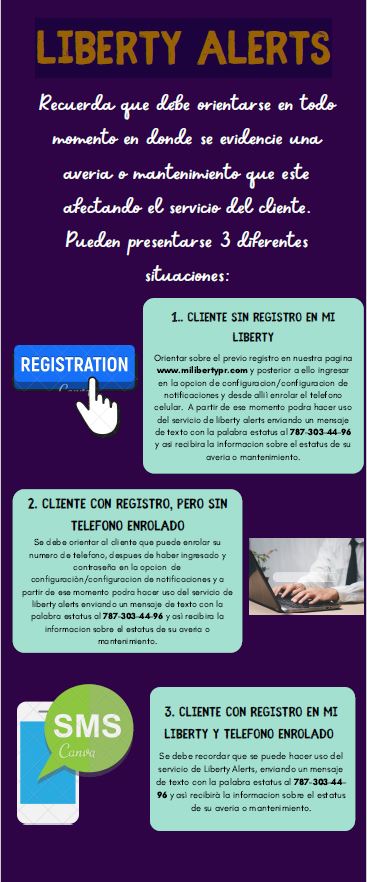 LIBERTY ALERTS
Recuerda que debe orientarse en todo
momento en donde se evidencie una
averia o mantenimiento que este
afectando el servicio del cliente.
Pueden presentarse 3 diferentes
situaciones:
1.. CLIENTE SIN REGISTRO EN MI
LIBERTY
REGISTRATION
Canva
Orientar sobre el previo registro en nuestra pagina
www.milibertypr.com y posterior a ello ingresar
en la opcion de configuracion/configuracion de
notificaciones y desde allì enrolar el telefono
celular. A partir de ese momento podra hacer uso
del servicio de liberty alerts enviando un mensaje
de texto con la palabra estatus al 787-303-44-96
y asi recibira la informacion sobre el estatus de su
averia o mantenimiento.
2. CLIENTE CON REGISTRO, PERO SIN
TELEFONO ENROLADO
Se debe orientar al cliente que puede enrolar su
numero de telefono, despues de haber ingresado y
contraseña en la opcion de
configuraciòn/configuracion de notificaciones y a
partir de ese momento podra hacer uso del servicio de
liberty alerts enviando un mensaje de texto con la
palabra estatus al 787-303-44-96 y asì recibira la
informacion sobre el estatus de su averia o
mantenimiento.
SMS
Canva
3. CLIENTE CON REGISTRO EN MI
LIBERTY Y TELEFONO ENROLADO
Se debe recordar que se puede hacer uso del
servicio de Liberty Alerts, enviando un mensaje
de texto con la palabra estatus al 787-303-44-
96 y asì recibirà la informacion sobre el estatus
de su averia o mantenimiento.